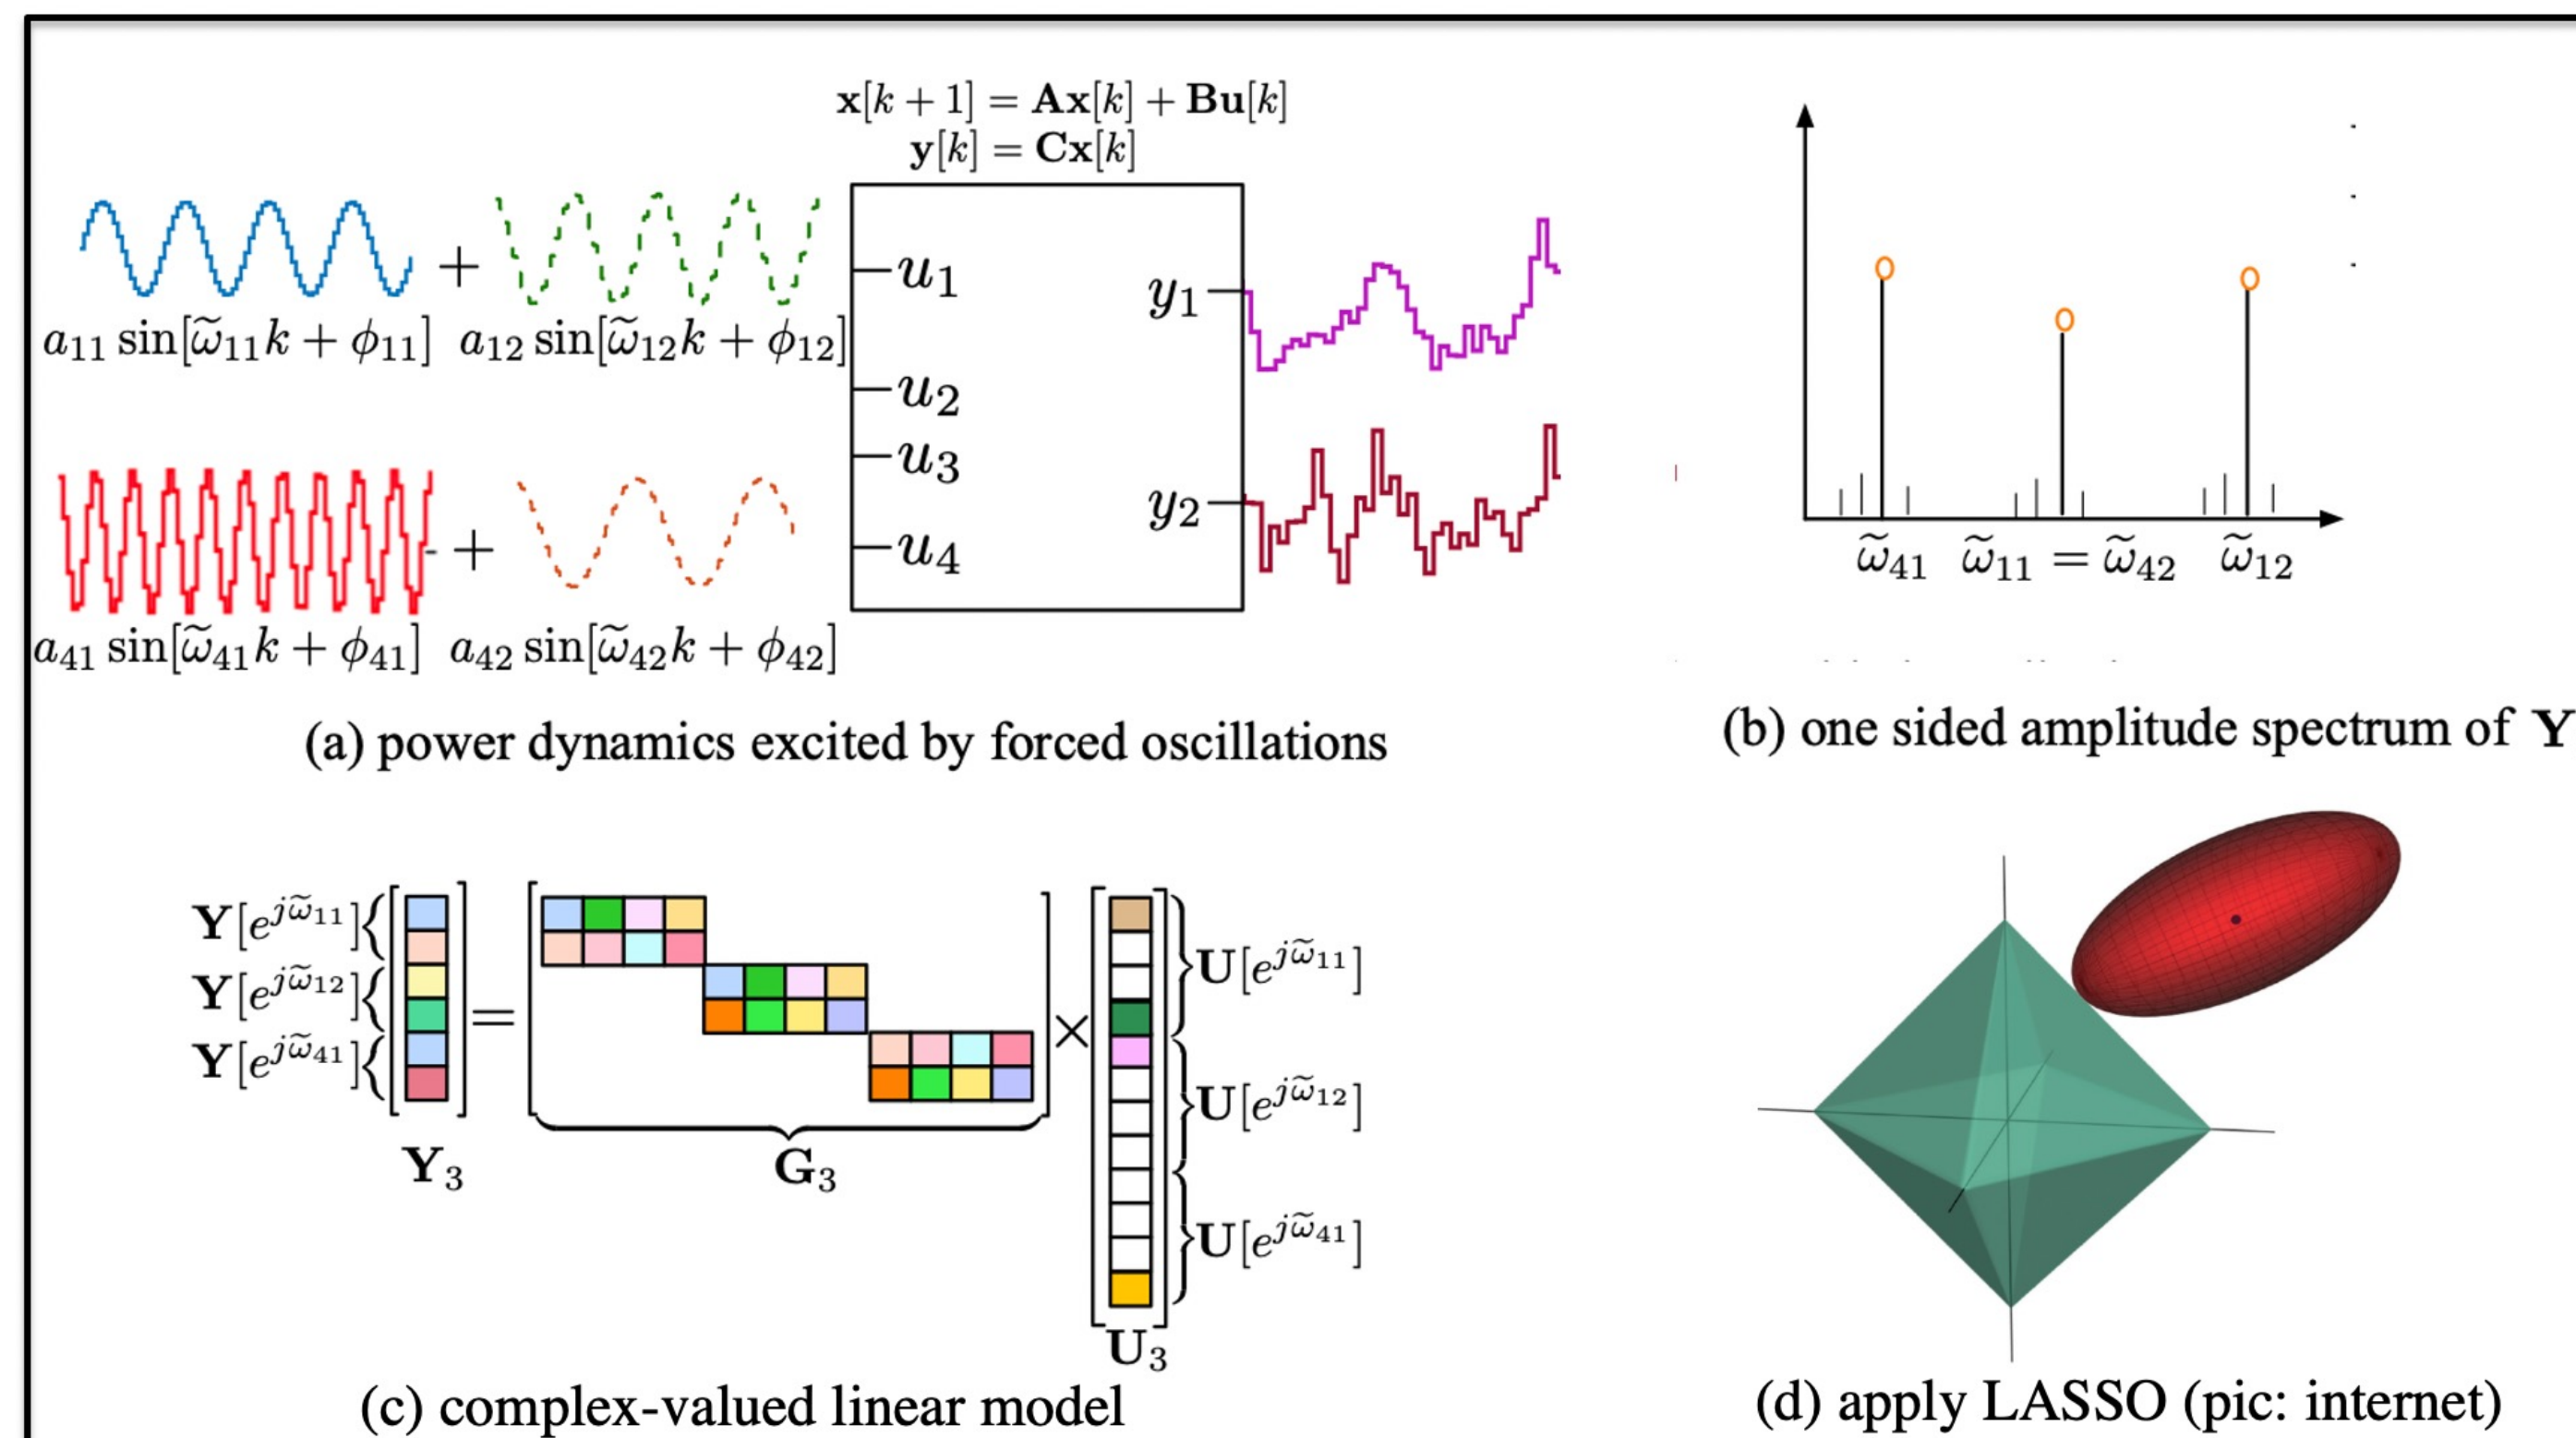 x[k + 1] = Ax[k] + Bu[k]
y[k] = Cx[k]
+
u₁
y₁
a₁₁ sin[ω̃₁₁k + ϕ₁₁] a₁₂ sin[ω̃₁₂k + ϕ₁₂]
u₂
u₃
y₂
+
u₄
a₄₁ sin[ω̃₄₁k + ϕ₄₁] a₄₂ sin[ω̃₄₂k + ϕ₄₂]
(a) power dynamics excited by forced oscillations
ω̃₄₁ ω̃₁₁ = ω̃₄₂ ω̃₁₂
(b) one sided amplitude spectrum of Y
Y[e^{jω̃₁₁}]
Y[e^{jω̃₁₂}]
Y[e^{jω̃₄₁}]
=
×
U[e^{jω̃₁₁}]
U[e^{jω̃₁₂}]
U[e^{jω̃₄₁}]
Y₃
G₃
U₃
(c) complex-valued linear model
(d) apply LASSO (pic: internet)